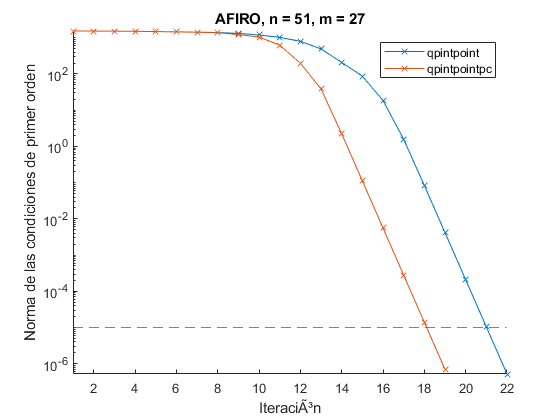 AFIRO, n = 51, m = 27
qpintpoint
qpintpointpc
Norma de las condiciones de primer orden
10^2
10^0
10^-2
10^-4
10^-6
2 4 6 8 10 12 14 16 18 20 22
IteraciÃ³n